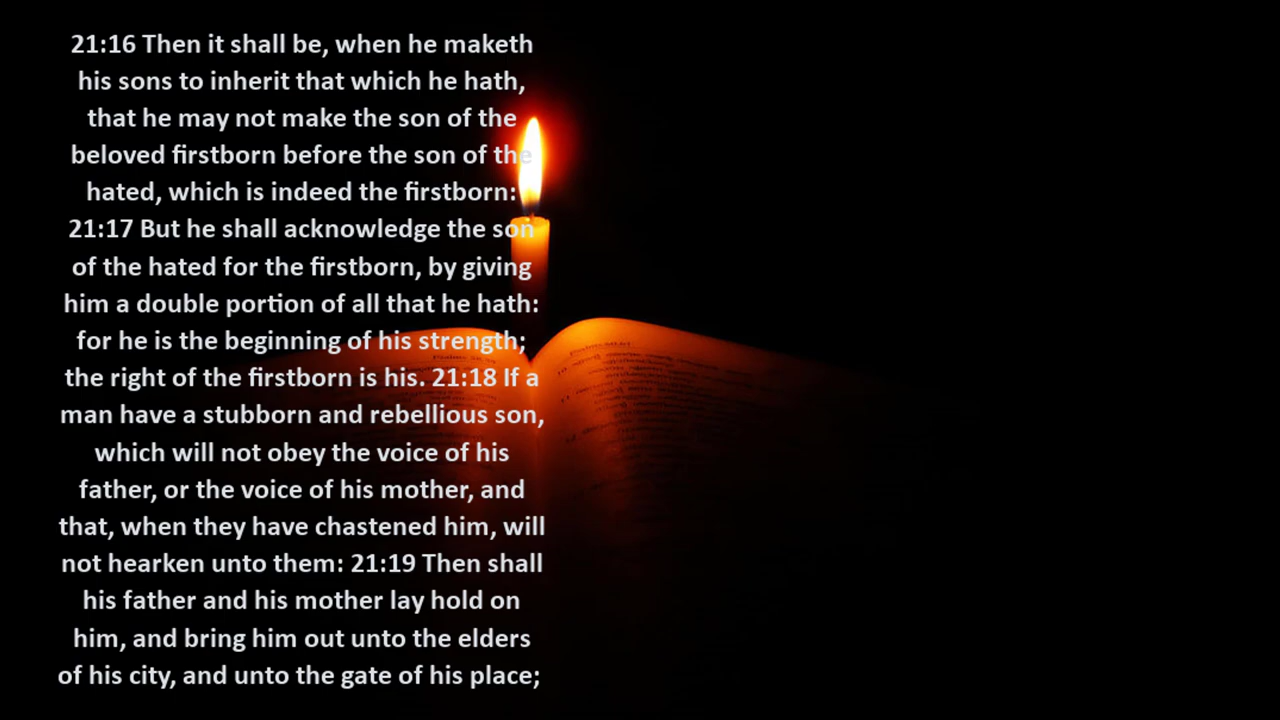 21:16 Then it shall be, when he maketh
his sons to inherit that which he hath,
that he may not make the son of the
beloved firstborn before the son of the
hated, which is indeed the firstborn:
21:17 But he shall acknowledge the son
of the hated for the firstborn, by giving
him a double portion of all that he hath:
for he is the beginning of his strength;
the right of the firstborn is his. 21:18 If a
man have a stubborn and rebellious son,
which will not obey the voice of his
father, or the voice of his mother, and
that, when they have chastened him, will
not hearken unto them: 21:19 Then shall
his father and his mother lay hold on
him, and bring him out unto the elders
of his city, and unto the gate of his place;